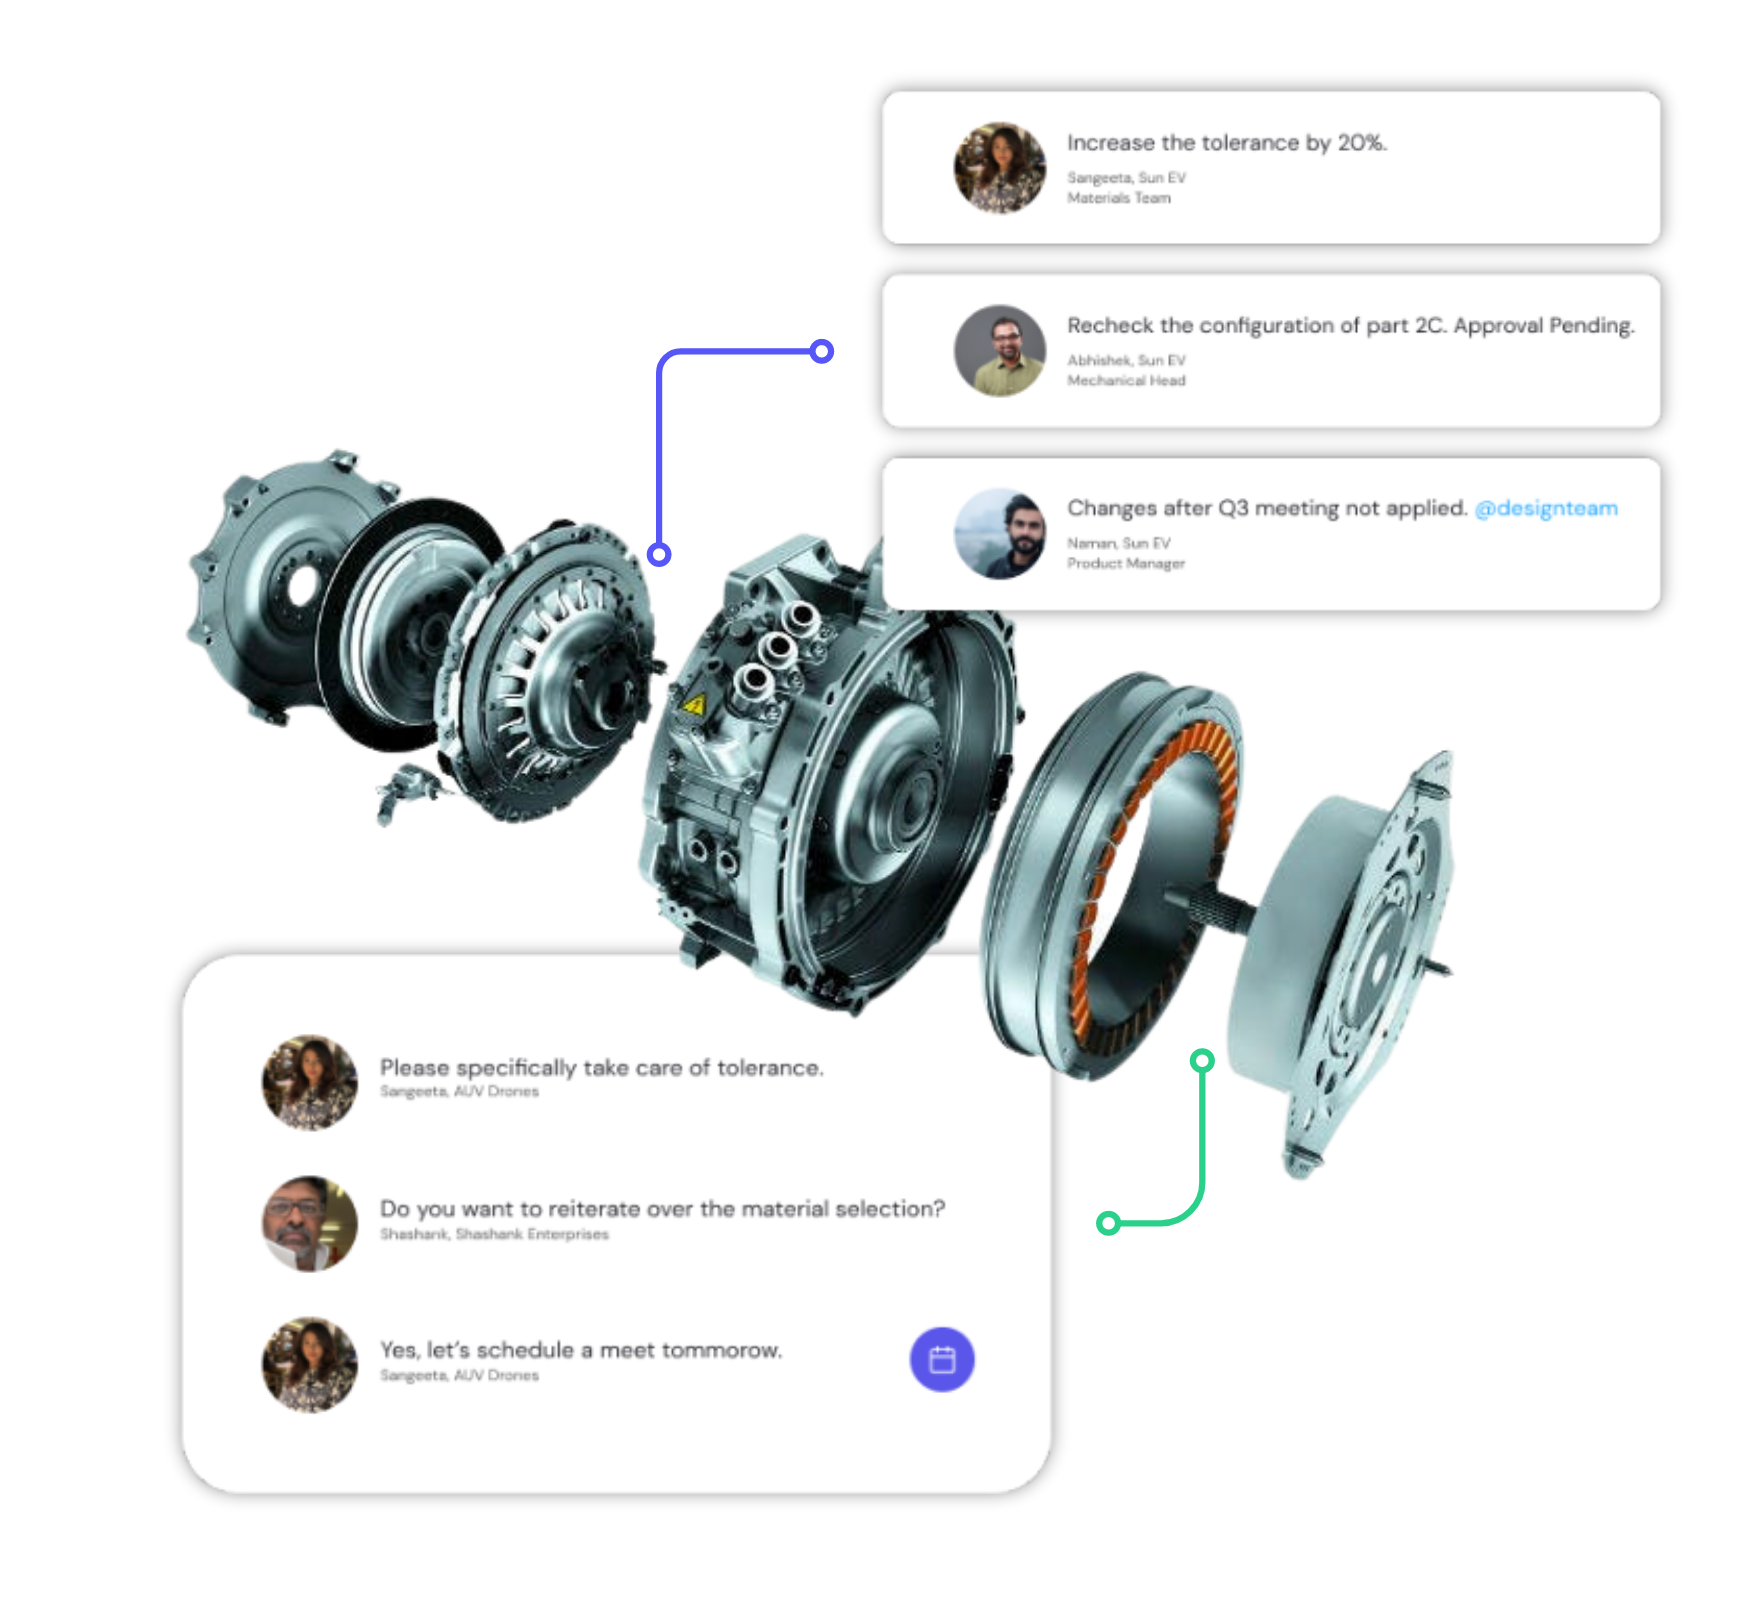 Increase the tolerance by 20%.
Sangeeta, Sun EV
Materials Team
Recheck the configuration of part 2C. Approval Pending.
Abhishek, Sun EV
Mechanical Head
Changes after Q3 meeting not applied. @designteam
Naman, Sun EV
Product Manager
Please specifically take care of tolerance.
Sangeeta, AUV Drones
Do you want to reiterate over the material selection?
Shashank, Shashank Enterprises
Yes, let's schedule a meet tommorow.
Sangeeta, AUV Drones